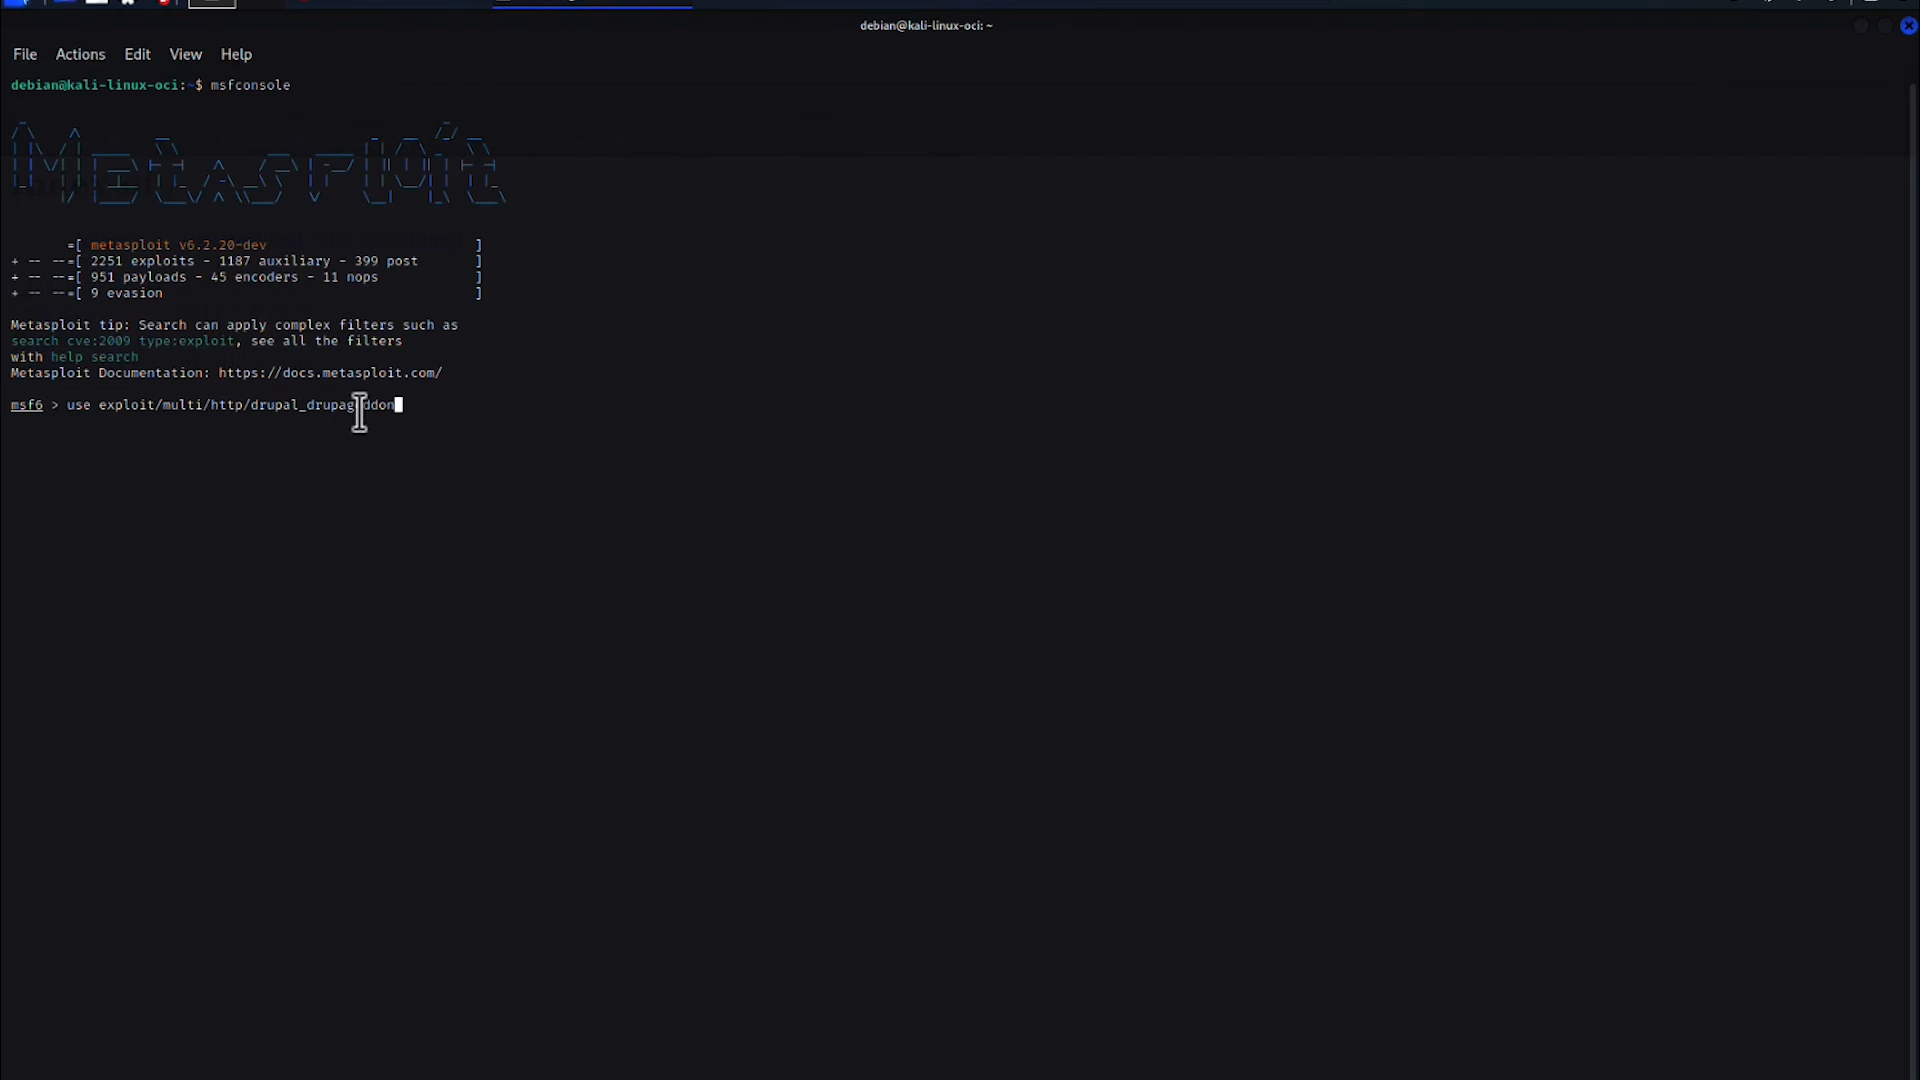 debian@kali-linux-oci: ~
File Actions Edit View Help
debian@kali-linux-oci:~$ msfconsole
Metasploit
=[ metasploit v6.2.20-dev ]
+ -- --=[ 2251 exploits - 1187 auxiliary - 399 post ]
+ -- --=[ 951 payloads - 45 encoders - 11 nops ]
+ -- --=[ 9 evasion ]
Metasploit tip: Search can apply complex filters such as
search cve:2009 type:exploit, see all the filters
with help search
Metasploit Documentation: https://docs.metasploit.com/
msf6 > use exploit/multi/http/drupal_drupageddon